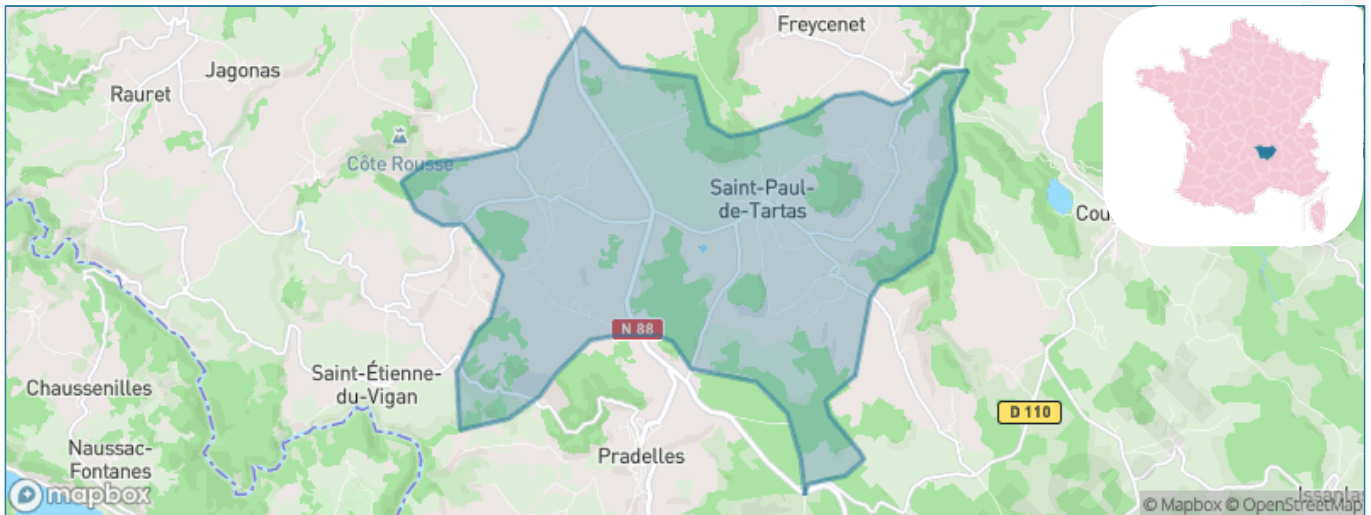 Freycenet
Jagonas
Rauret
Côte Rousse
Saint-Paul-
de-Tartas
Cou
N 88
Saint-Étienne-
du-Vigan
Chaussenilles
D 110
Naussac-
Fontanes
Pradelles
mapbox
© Mapbox © OpenStreetMap